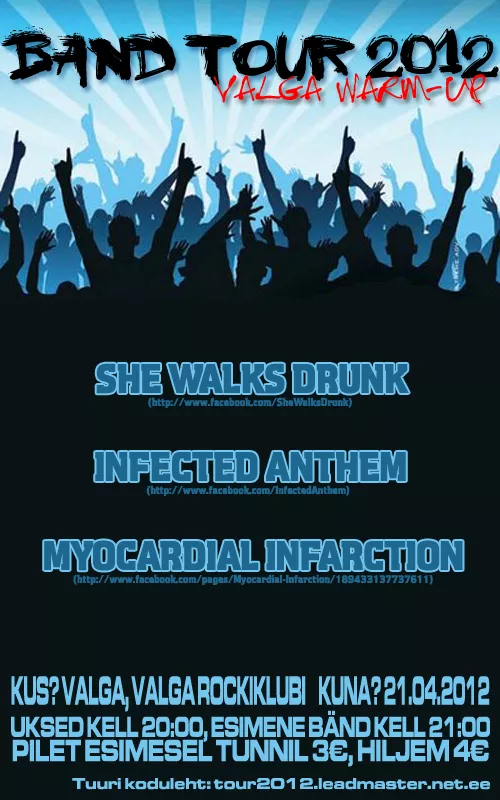 BAND TOUR 2012
VALGA WARM-UP
SHE WALKS DRUNK
(http://www.facebook.com/SheWalksDrunk)
INFECTED ANTHEM
(http://www.facebook.com/InfectedAnthem)
MYOCARDIAL INFARCTION
(http://www.facebook.com/pages/Myocardial-Infarction/189433137737611)
KUS? VALGA, VALGA ROCKIKLUBI KUNA? 21.04.2012
UKSED KELL 20:00, ESIMENE BÄND KELL 21:00
PILET ESIMESEL TUNNIL 3€, HILJEM 4€
Tuuri koduleht: tour2012.leadmaster.net.ee